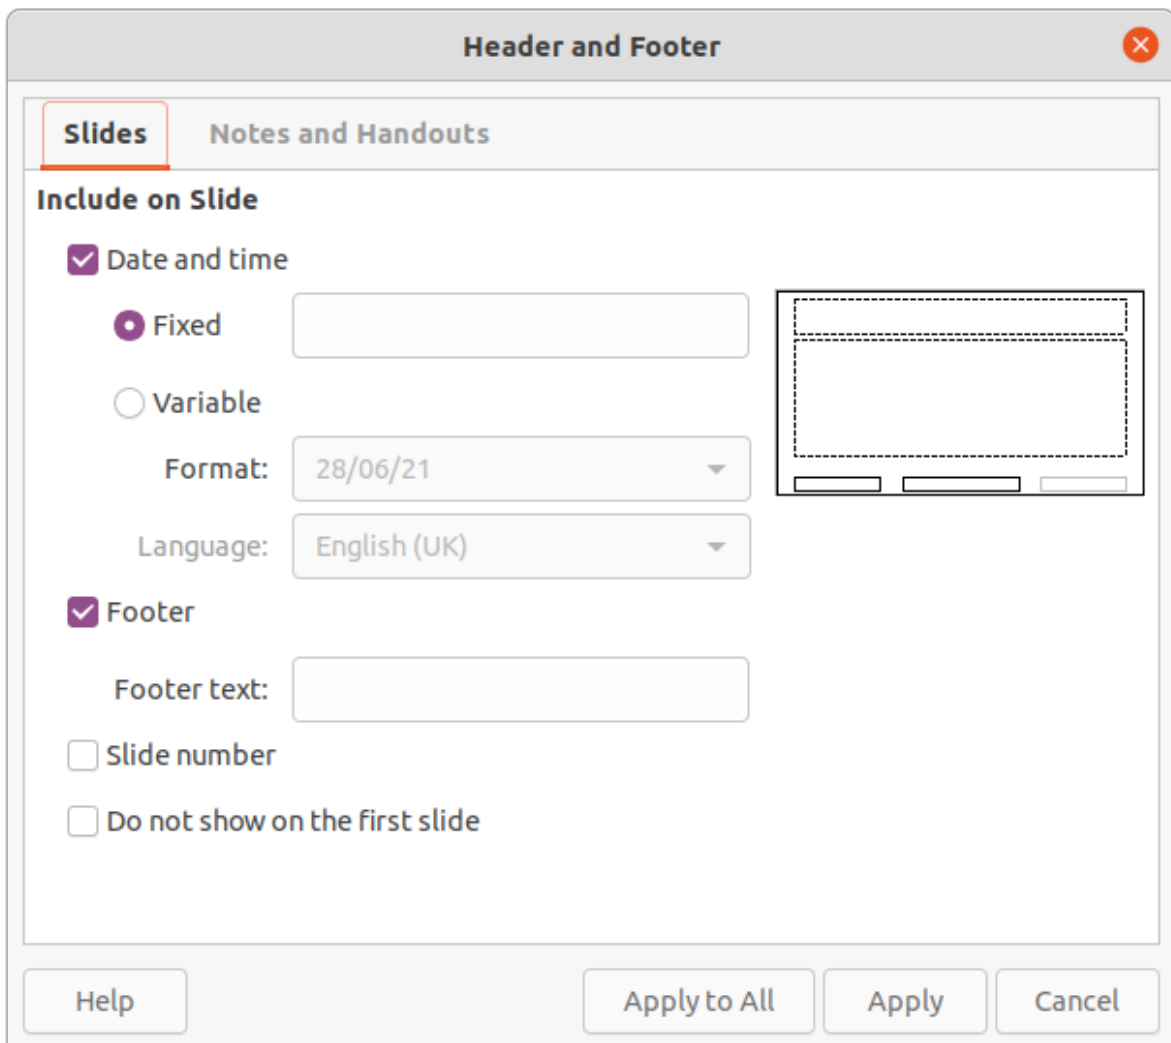 Header and Footer
Slides Notes and Handouts
Include on Slide
Date and time
Fixed
Variable
Format: 28/06/21
Language: English (UK)
Footer
Footer text:
Slide number
Do not show on the first slide
Help Apply to All Apply Cancel